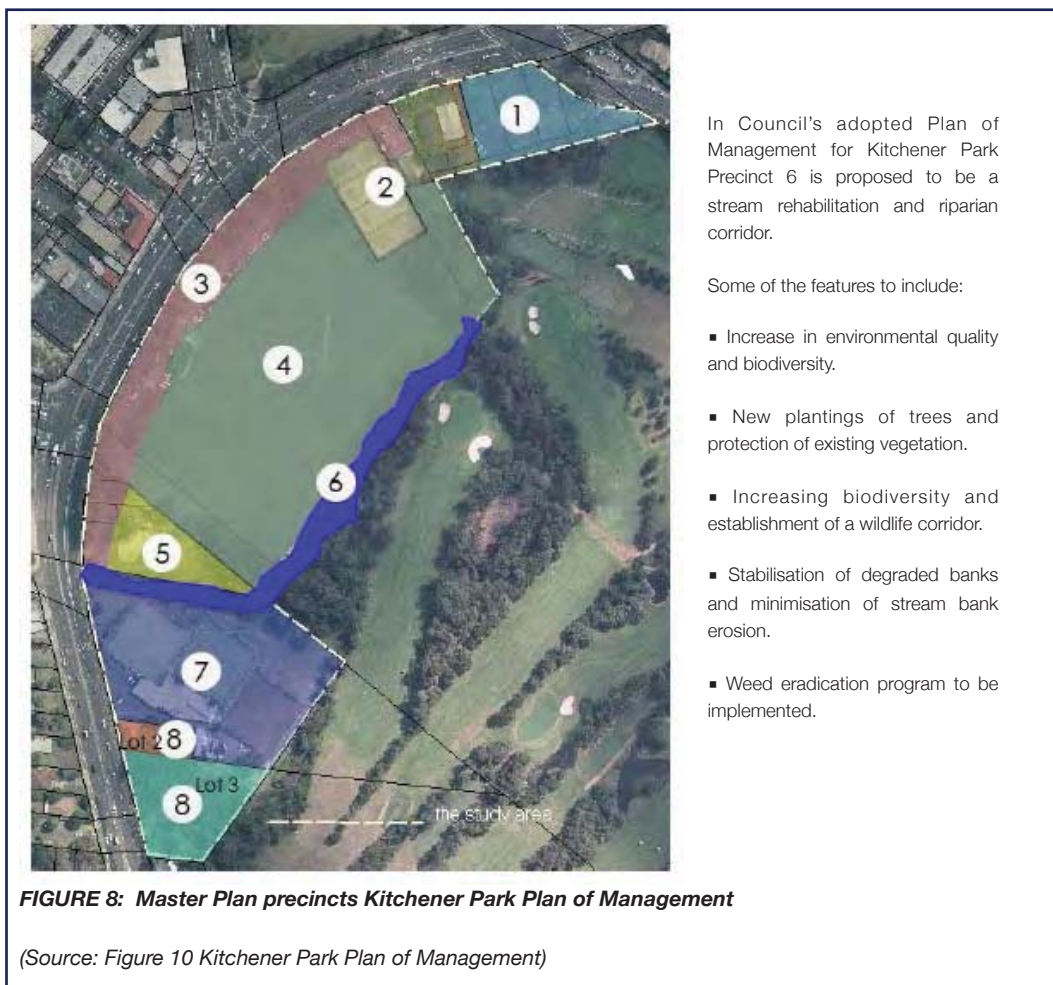 1
2
3
4
5
6
7
Lot 2 8
Lot 3
8
the study area
In Council’s adopted Plan of
Management for Kitchener Park
Precinct 6 is proposed to be a
stream rehabilitation and riparian
corridor.
Some of the features to include:
▪ Increase in environmental quality
and biodiversity.
▪ New plantings of trees and
protection of existing vegetation.
▪ Increasing biodiversity and
establishment of a wildlife corridor.
▪ Stabilisation of degraded banks
and minimisation of stream bank
erosion.
▪ Weed eradication program to be
implemented.
FIGURE 8: Master Plan precincts Kitchener Park Plan of Management
(Source: Figure 10 Kitchener Park Plan of Management)